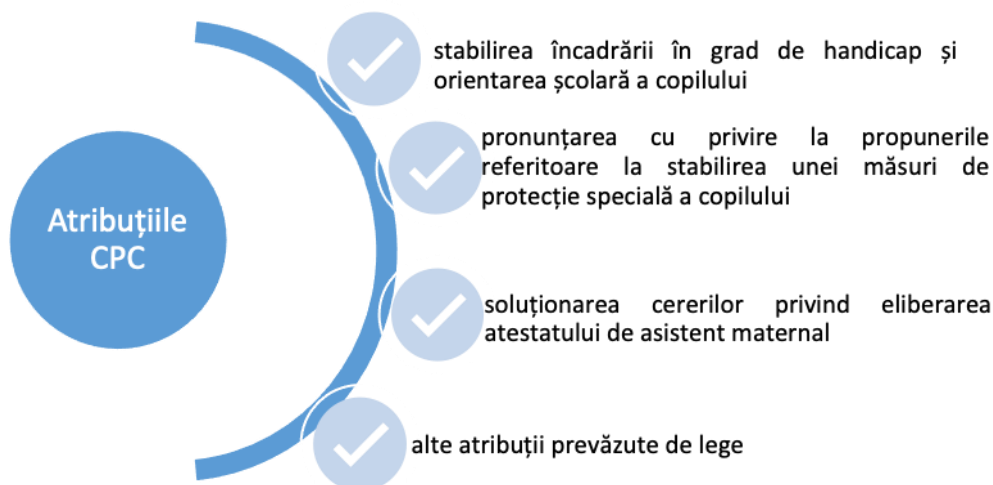 Atribuțiile
CPC
stabilirea încadrării în grad de handicap și
orientarea școlară a copilului
pronunțarea cu privire la propunerile
referitoare la stabilirea unei măsuri de
protecție specială a copilului
soluționarea cererilor privind eliberarea
atestatului de asistent maternal
alte atribuții prevăzute de lege